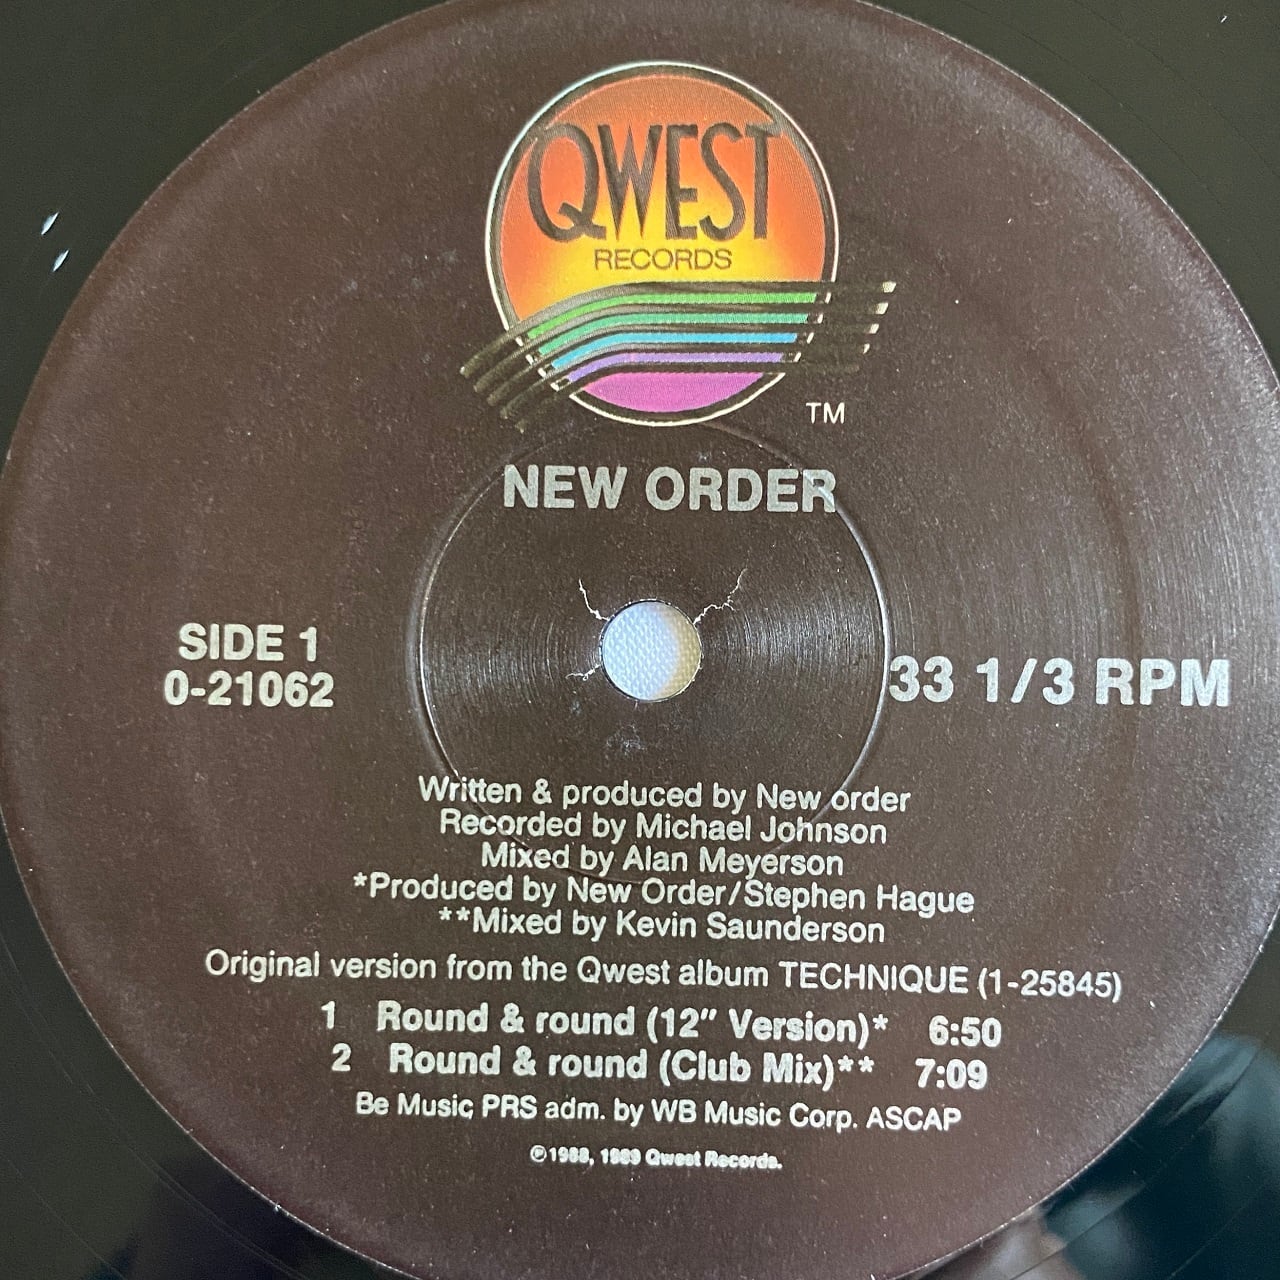 QWEST
RECORDS
TM
NEW ORDER
SIDE 1
0-21062
33 1/3 RPM
Written & produced by New order
Recorded by Michael Johnson
Mixed by Alan Meyerson
*Produced by New Order/Stephen Hague
**Mixed by Kevin Saunderson
Original version from the Qwest album TECHNIQUE (1-25845)
1 Round & round (12" Version)* 6:50
2 Round & round (Club Mix)** 7:09
Be Music PRS adm. by WB Music Corp. ASCAP
℗1988, 1989 Qwest Records.